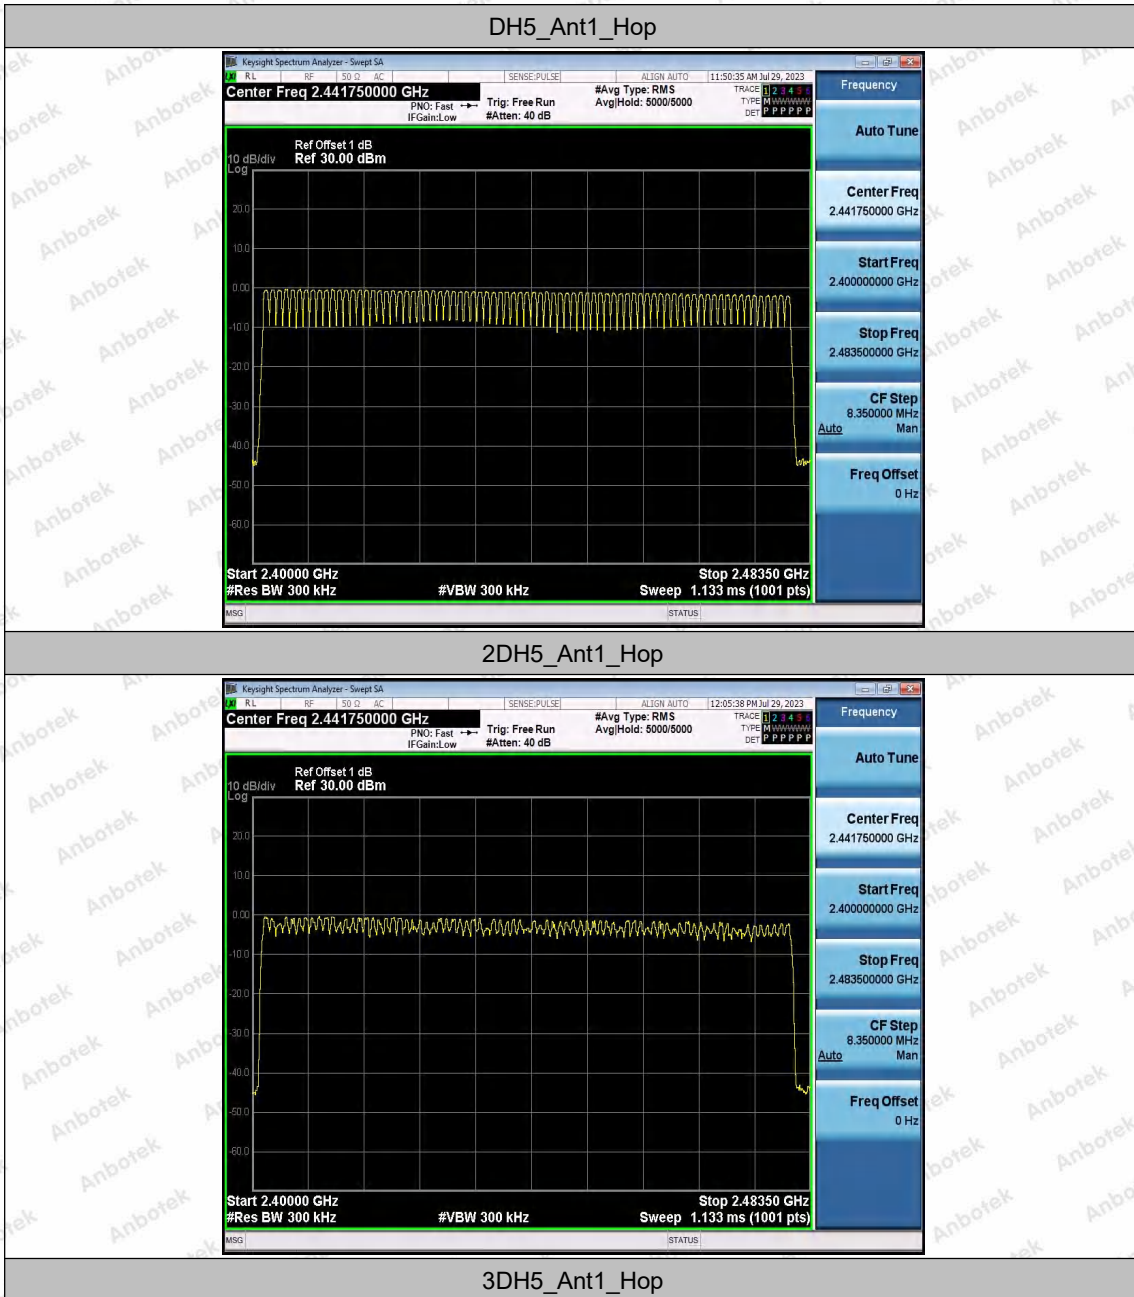 DH5_Ant1_Hop
Keysight Spectrum Analyzer - Swept SA
RL RF 50 Ω AC SENSE:PULSE ALIGN AUTO 11:50:35 AM Jul 29, 2023
Center Freq 2.441750000 GHz #Avg Type: RMS TRACE 1 2 3 4 5 6
PNO: Fast Trig: Free Run Avg|Hold: 5000/5000 TYPE M WWWWW
IFGain:Low #Atten: 40 dB DET P P P P P P
Frequency
Auto Tune
Ref Offset 1 dB
10 dB/div Ref 30.00 dBm
Log
20.0
10.0
0.00
-10.0
-20.0
-30.0
-40.0
-50.0
-60.0
Center Freq
2.441750000 GHz
Start Freq
2.400000000 GHz
Stop Freq
2.483500000 GHz
CF Step
8.350000 MHz
Auto Man
Freq Offset
0 Hz
Start 2.40000 GHz Stop 2.48350 GHz
#Res BW 300 kHz #VBW 300 kHz Sweep 1.133 ms (1001 pts)
MSG STATUS
2DH5_Ant1_Hop
Keysight Spectrum Analyzer - Swept SA
RL RF 50 Ω AC SENSE:PULSE ALIGN AUTO 12:05:38 PM Jul 29, 2023
Center Freq 2.441750000 GHz #Avg Type: RMS TRACE 1 2 3 4 5 6
PNO: Fast Trig: Free Run Avg|Hold: 5000/5000 TYPE M WWWWW
IFGain:Low #Atten: 40 dB DET P P P P P P
Frequency
Auto Tune
Ref Offset 1 dB
10 dB/div Ref 30.00 dBm
Log
20.0
10.0
0.00
-10.0
-20.0
-30.0
-40.0
-50.0
-60.0
Center Freq
2.441750000 GHz
Start Freq
2.400000000 GHz
Stop Freq
2.483500000 GHz
CF Step
8.350000 MHz
Auto Man
Freq Offset
0 Hz
Start 2.40000 GHz Stop 2.48350 GHz
#Res BW 300 kHz #VBW 300 kHz Sweep 1.133 ms (1001 pts)
MSG STATUS
3DH5_Ant1_Hop
Anbotek